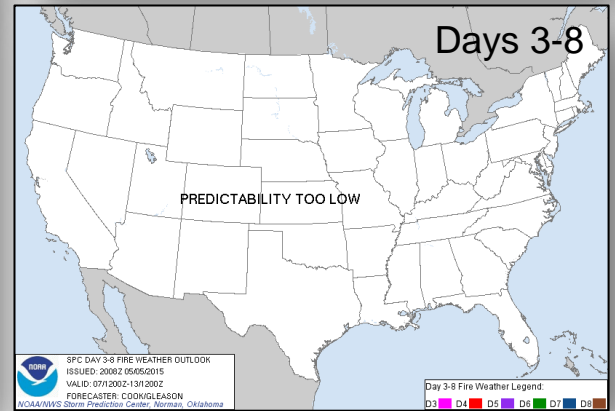 Days 3-8
PREDICTABILITY TOO LOW
NOAA
SPC DAY 3-8 FIRE WEATHER OUTLOOK
ISSUED: 2008Z 05/05/2015
VALID: 07/1200Z-13/1200Z
FORECASTER: COOK/GLEASON
NOAA/NWS Storm Prediction Center, Norman, Oklahoma
Day 3-8 Fire Weather Legend:
D3 D4 D5 D6 D7 D8